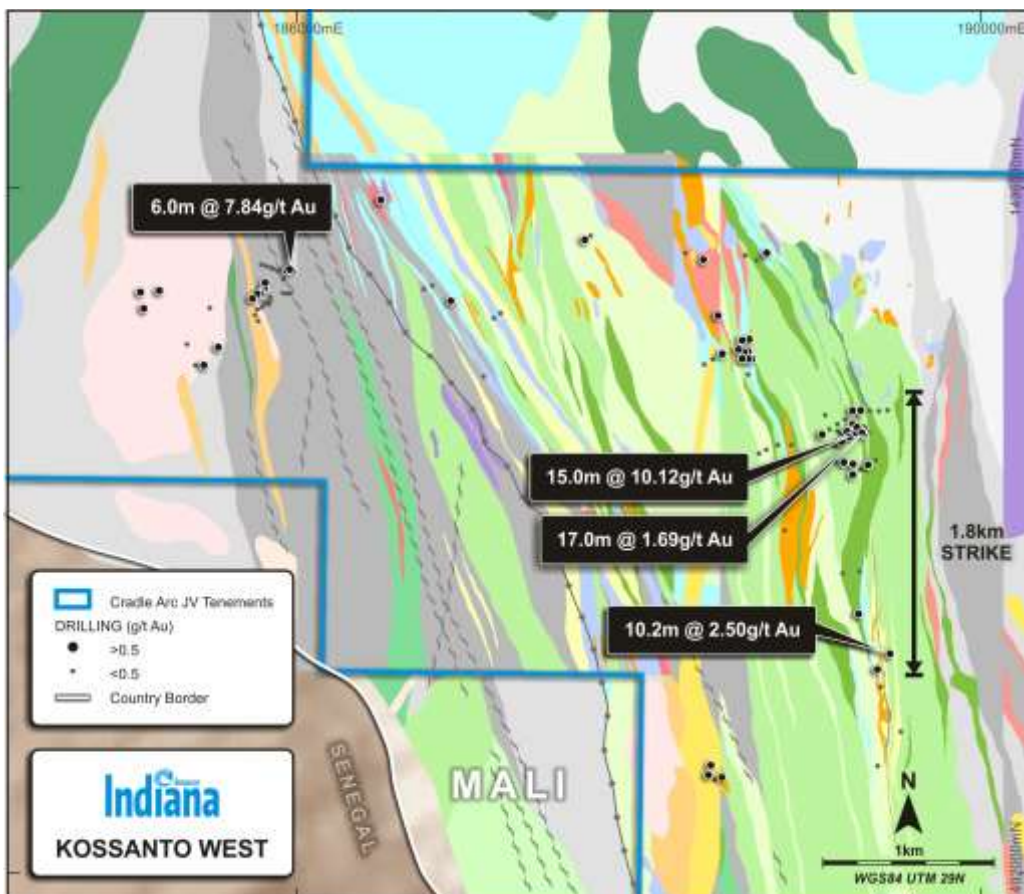 186000mE
190000mE
6.0m @ 7.84g/t Au
15.0m @ 10.12g/t Au
17.0m @ 1.69g/t Au
1.8km
STRIKE
10.2m @ 2.50g/t Au
Cradle Arc JV Tenements
DRILLING (g/t Au)
>0.5
<0.5
Country Border
SENEGAL
MALI
Indiana
KOSSANTO WEST
N
1km
WGS84 UTM 29N